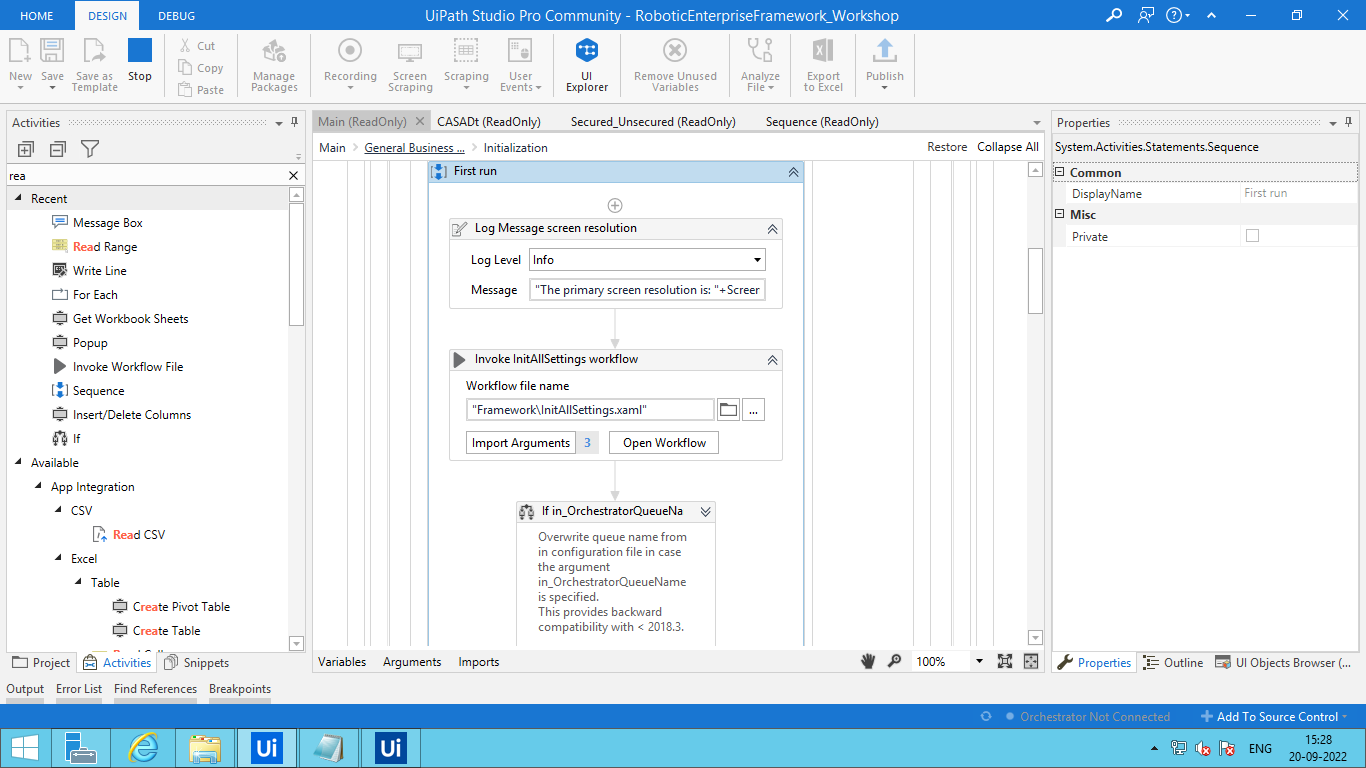 HOME
DESIGN
DEBUG
UiPath Studio Pro Community - RoboticEnterpriseFramework_Workshop
New
Save
Save as Template
Stop
Cut
Copy
Paste
Manage Packages
Recording
Screen Scraping
Scraping
User Events
UI Explorer
Remove Unused Variables
Analyze File
Export to Excel
Publish
Activities
rea
Recent
Message Box
Read Range
Write Line
For Each
Get Workbook Sheets
Popup
Invoke Workflow File
Sequence
Insert/Delete Columns
If
Available
App Integration
CSV
Read CSV
Excel
Table
Create Pivot Table
Create Table
Project
Activities
Snippets
Main (ReadOnly)
CASADt (ReadOnly)
Secured_Unsecured (ReadOnly)
Sequence (ReadOnly)
Main > General Business ... > Initialization
Restore
Collapse All
First run
Log Message screen resolution
Log Level
Info
Message
"The primary screen resolution is: "+Screen
Invoke InitAllSettings workflow
Workflow file name
"Framework\InitAllSettings.xaml"
...
Import Arguments
3
Open Workflow
If in_OrchestratorQueueNa
Overwrite queue name from
in configuration file in case
the argument
in_OrchestratorQueueName
is specified.
This provides backward
compatibility with < 2018.3.
Variables
Arguments
Imports
100%
Properties
System.Activities.Statements.Sequence
Common
DisplayName
First run
Misc
Private
Properties
Outline
UI Objects Browser (...
Output
Error List
Find References
Breakpoints
Orchestrator Not Connected
Add To Source Control
Ui
Ui
ENG
15:28
20-09-2022